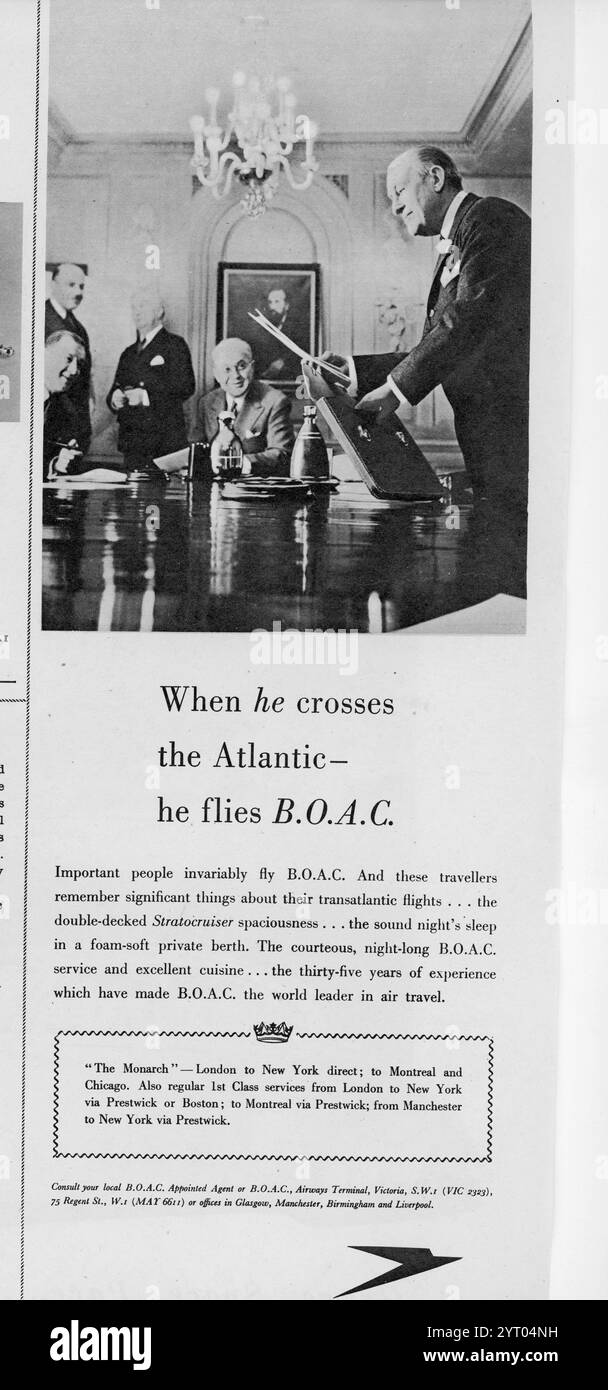 When he crosses
the Atlantic–
he flies B.O.A.C.
Important people invariably fly B.O.A.C. And these travellers
remember significant things about their transatlantic flights . . . the
double-decked Stratocruiser spaciousness . . . the sound night's sleep
in a foam-soft private berth. The courteous, night-long B.O.A.C.
service and excellent cuisine . . . the thirty-five years of experience
which have made B.O.A.C. the world leader in air travel.
"The Monarch"—London to New York direct; to Montreal and
Chicago. Also regular 1st Class services from London to New York
via Prestwick or Boston; to Montreal via Prestwick; from Manchester
to New York via Prestwick.
Consult your local B.O.A.C. Appointed Agent or B.O.A.C., Airways Terminal, Victoria, S.W.1 (VIC 2323),
75 Regent St., W.1 (MAY 6611) or offices in Glasgow, Manchester, Birmingham and Liverpool.
alamy
Image ID: 2YT04NH
www.alamy.com